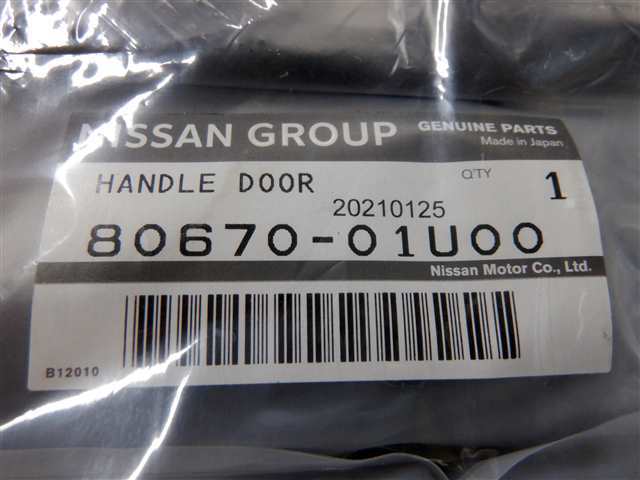 NISSAN GROUP GENUINE PARTS
Made in Japan
HANDLE DOOR QTY 1
20210125
80670-01U00
Nissan Motor Co., Ltd.
B12010